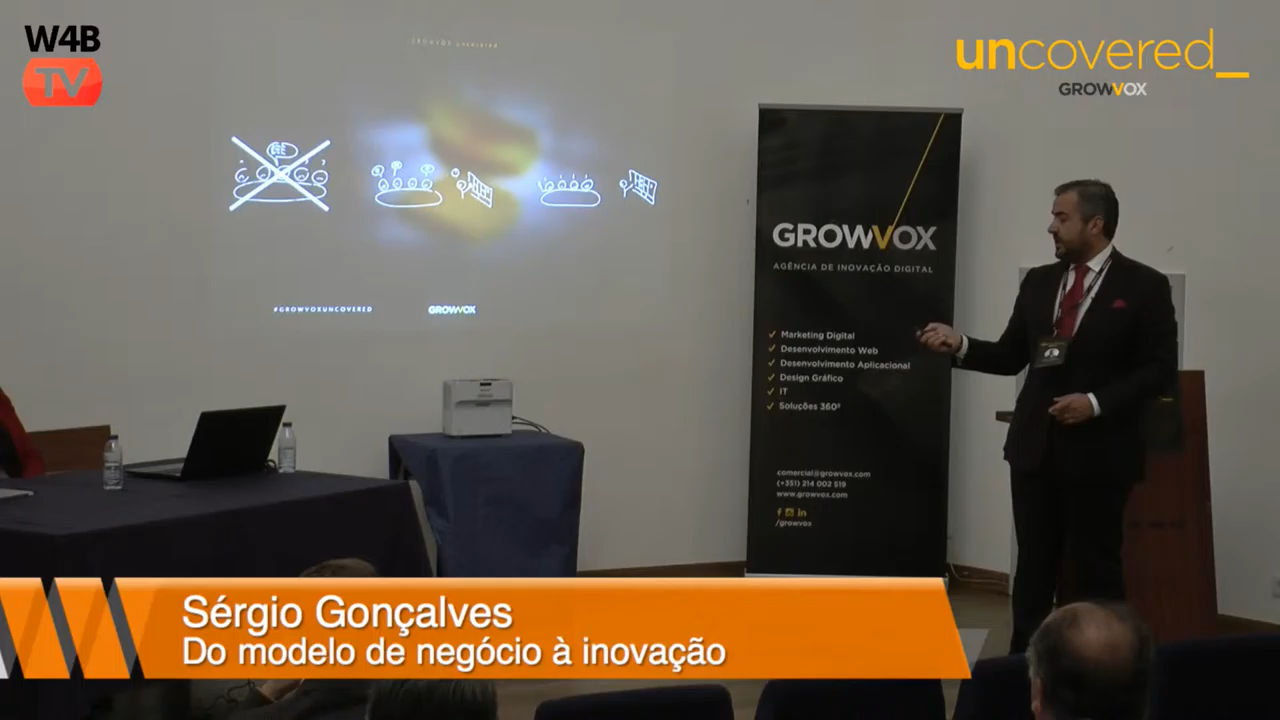 W4B
TV
uncovered_
GROWVOX
GROWVOX uncovered
#GROWVOXUNCOVERED
GROWVOX
GROWVOX
AGÊNCIA DE INOVAÇÃO DIGITAL
Marketing Digital
Desenvolvimento Web
Desenvolvimento Aplicacional
Design Gráfico
IT
Soluções 360º
comercial@growvox.com
(+351) 214 002 519
www.growvox.com
/growvox
Sérgio Gonçalves
Do modelo de negócio à inovação